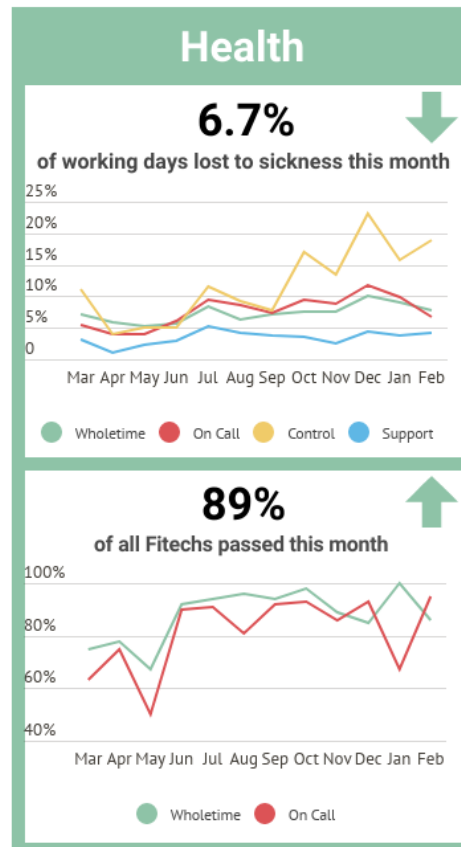 Health
6.7%
of working days lost to sickness this month
25%
20%
15%
10%
5%
0
Mar Apr May Jun Jul Aug Sep Oct Nov Dec Jan Feb
Wholetime On Call Control Support
89%
of all Fitechs passed this month
100%
80%
60%
40%
Mar Apr May Jun Jul Aug Sep Oct Nov Dec Jan Feb
Wholetime On Call